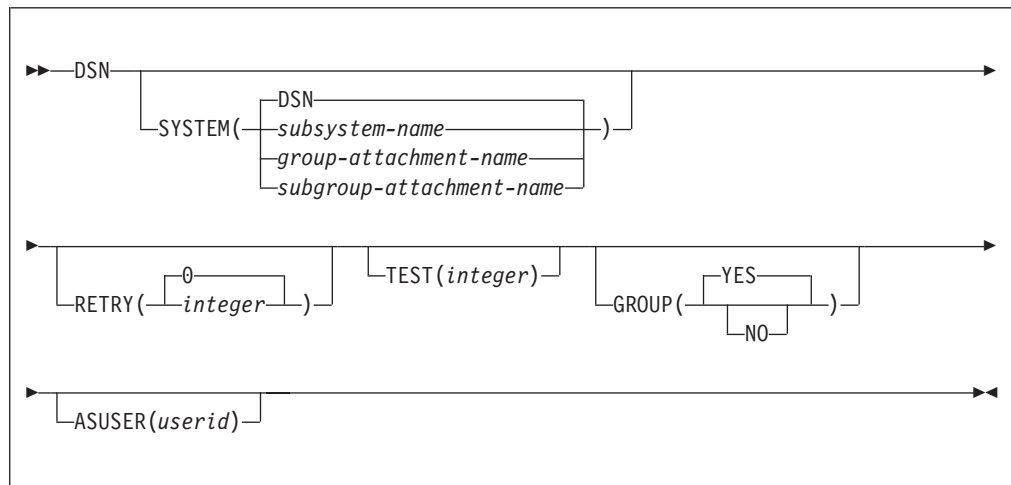 DSN
DSN
SYSTEM( subsystem-name )
group-attachment-name
subgroup-attachment-name
0 YES
RETRY( integer ) TEST(integer) GROUP( )
NO
ASUSER(userid)